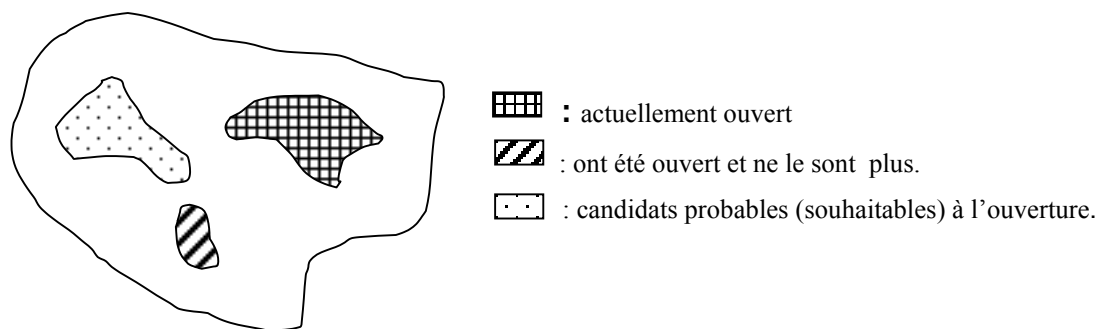 : actuellement ouvert
: ont été ouvert et ne le sont plus.
: candidats probables (souhaitables) à l’ouverture.